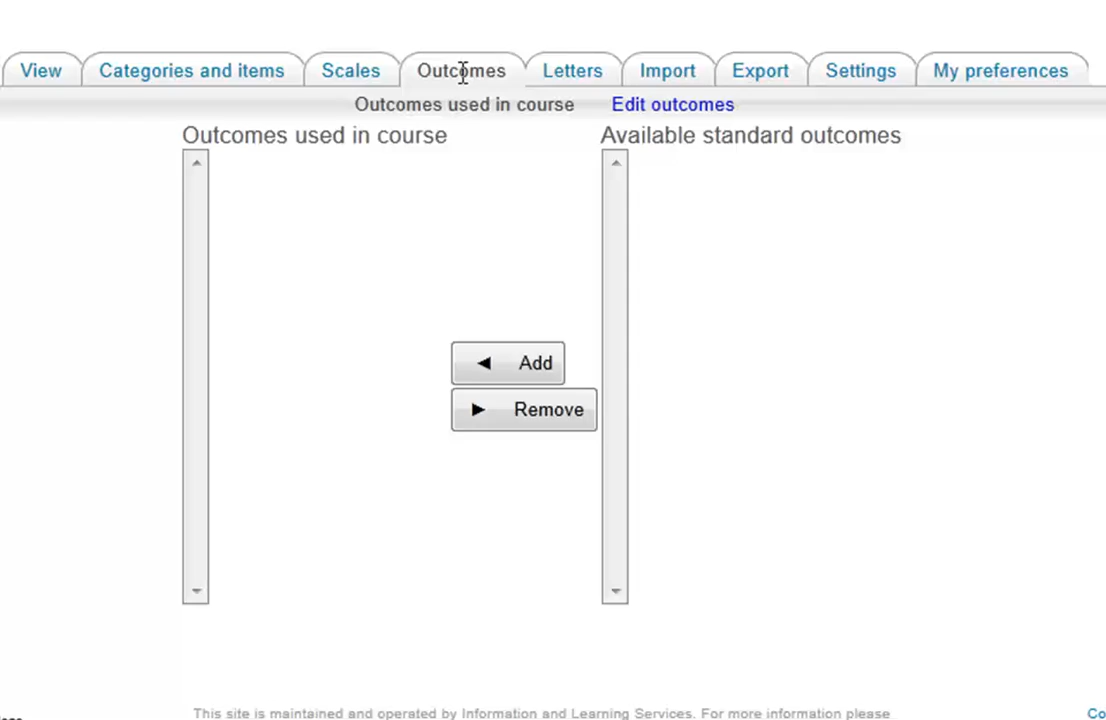 View Categories and items Scales Outcomes Letters Import Export Settings My preferences
Outcomes used in course Edit outcomes
Outcomes used in course Available standard outcomes
◄ Add
► Remove
This site is maintained and operated by Information and Learning Services. For more information please
Co